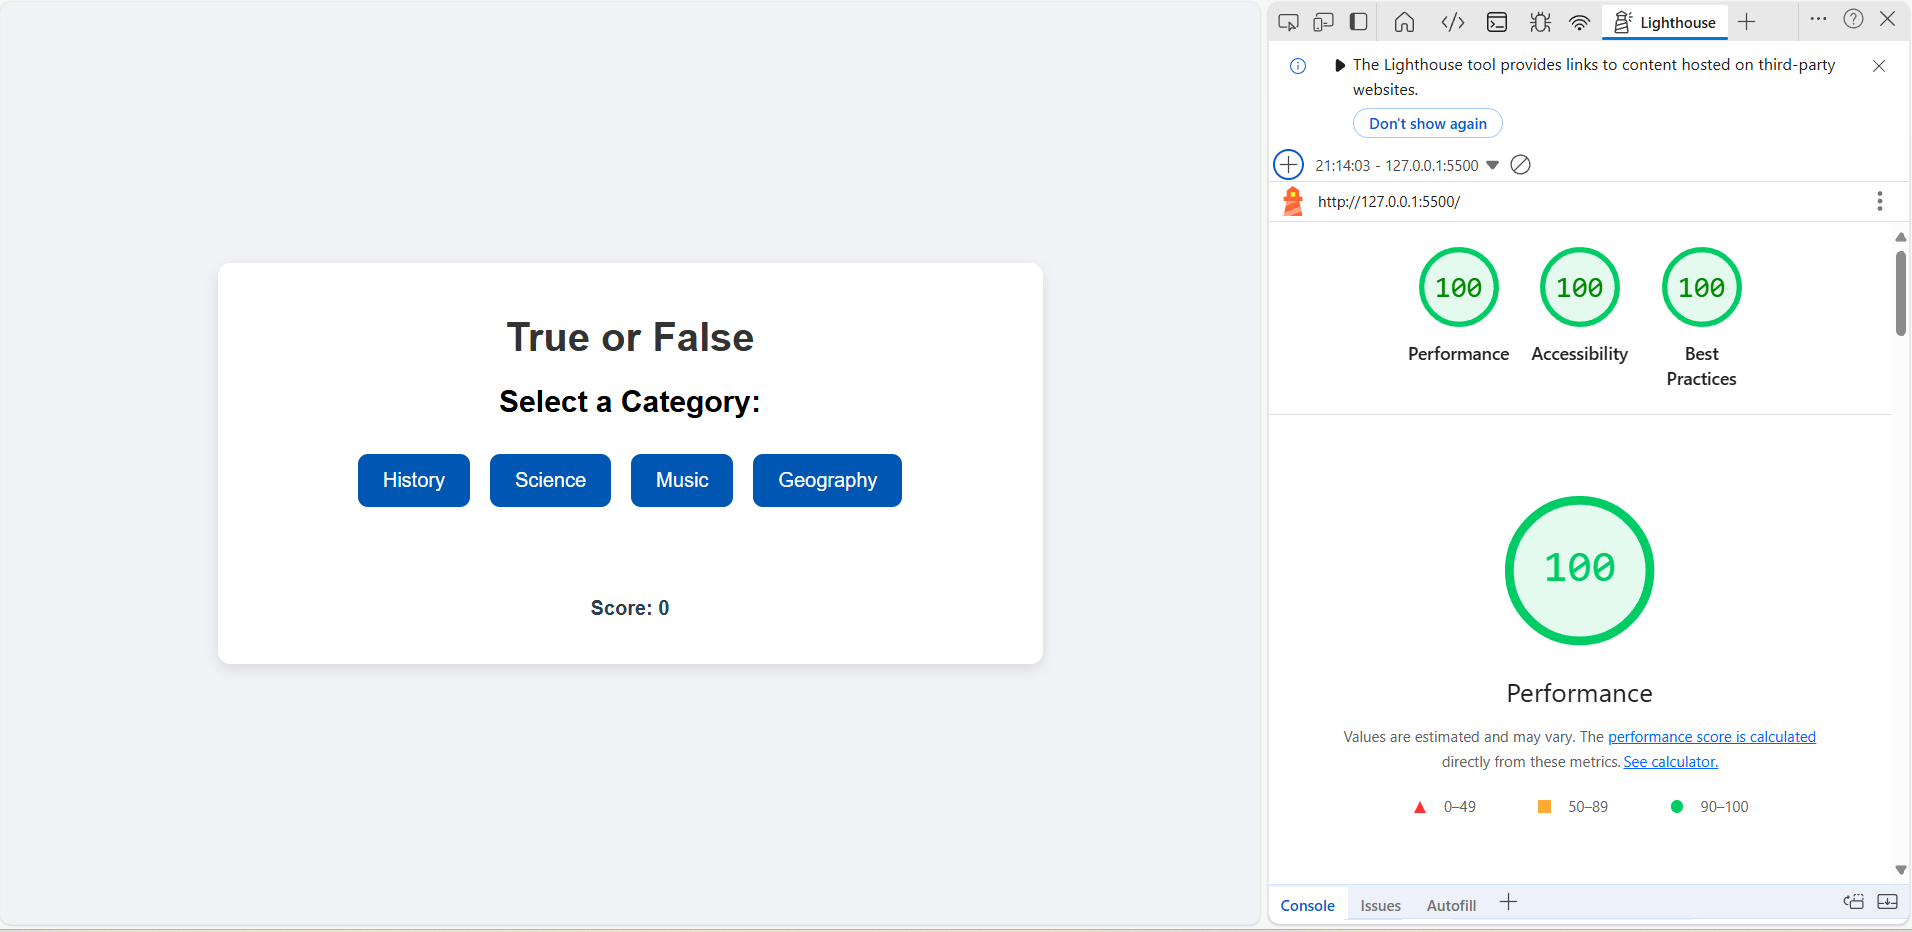 True or False
Select a Category:
History Science Music Geography
Score: 0
Lighthouse
The Lighthouse tool provides links to content hosted on third-party
websites.
Don't show again
21:14:03 - 127.0.0.1:5500
http://127.0.0.1:5500/
100 100 100
Performance Accessibility Best
Practices
100
Performance
Values are estimated and may vary. The performance score is calculated
directly from these metrics. See calculator.
0–49 50–89 90–100
Console Issues Autofill